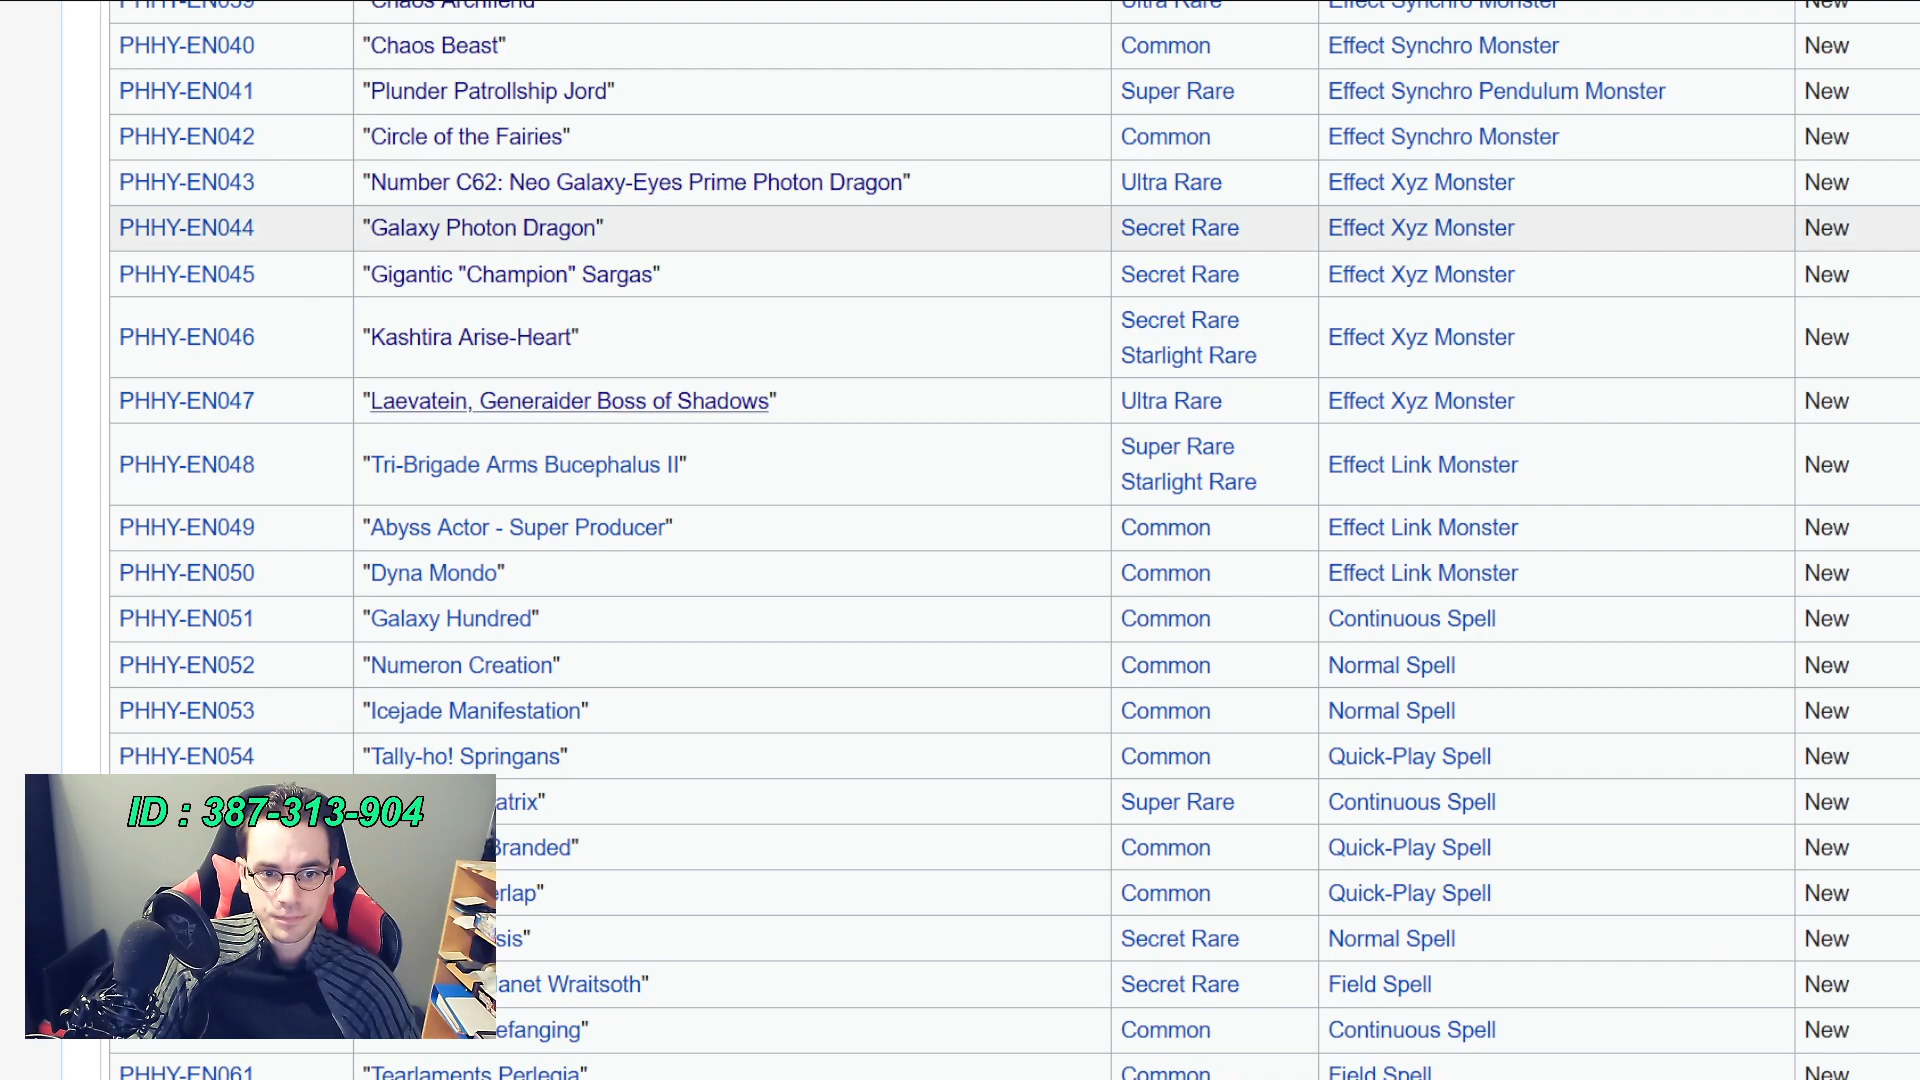 "Chaos Archfiend" Ultra Rare Effect Synchro Monster New
PHHY-EN040 "Chaos Beast" Common Effect Synchro Monster New
PHHY-EN041 "Plunder Patrollship Jord" Super Rare Effect Synchro Pendulum Monster New
PHHY-EN042 "Circle of the Fairies" Common Effect Synchro Monster New
PHHY-EN043 "Number C62: Neo Galaxy-Eyes Prime Photon Dragon" Ultra Rare Effect Xyz Monster New
PHHY-EN044 "Galaxy Photon Dragon" Secret Rare Effect Xyz Monster New
PHHY-EN045 "Gigantic "Champion" Sargas" Secret Rare Effect Xyz Monster New
Secret Rare
PHHY-EN046 "Kashtira Arise-Heart" Effect Xyz Monster New
Starlight Rare
PHHY-EN047 "Laevatein, Generaider Boss of Shadows" Ultra Rare Effect Xyz Monster New
Super Rare
PHHY-EN048 "Tri-Brigade Arms Bucephalus II" Effect Link Monster New
Starlight Rare
PHHY-EN049 "Abyss Actor - Super Producer" Common Effect Link Monster New
PHHY-EN050 "Dyna Mondo" Common Effect Link Monster New
PHHY-EN051 "Galaxy Hundred" Common Continuous Spell New
PHHY-EN052 "Numeron Creation" Common Normal Spell New
PHHY-EN053 "Icejade Manifestation" Common Normal Spell New
PHHY-EN054 "Tally-ho! Springans" Common Quick-Play Spell New
atrix" Super Rare Continuous Spell New
ID : 387-313-904
Branded" Common Quick-Play Spell New
erlap" Common Quick-Play Spell New
sis" Secret Rare Normal Spell New
anet Wraitsoth" Secret Rare Field Spell New
efanging" Common Continuous Spell New
PHHY-EN061 "Tearlaments Perlegia" Common Field Spell New